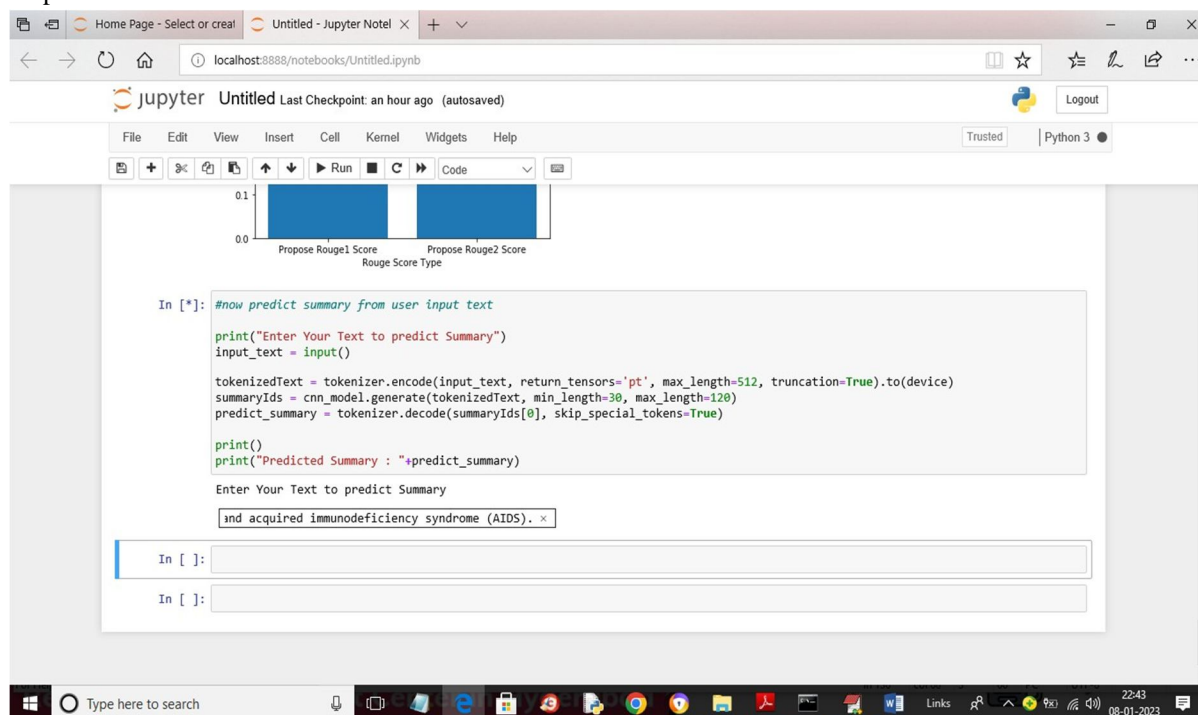 Home Page - Select or creat
Untitled - Jupyter Notel
localhost:8888/notebooks/Untitled.ipynb
jupyter Untitled Last Checkpoint: an hour ago (autosaved)
Logout
File Edit View Insert Cell Kernel Widgets Help
Trusted
Python 3
Run
Code
0.1
0.0
Propose Rouge1 Score Propose Rouge2 Score
Rouge Score Type
In [*]: #now predict summary from user input text
print("Enter Your Text to predict Summary")
input_text = input()
tokenizedText = tokenizer.encode(input_text, return_tensors='pt', max_length=512, truncation=True).to(device)
summaryIds = cnn_model.generate(tokenizedText, min_length=30, max_length=120)
predict_summary = tokenizer.decode(summaryIds[0], skip_special_tokens=True)
print()
print("Predicted Summary : "+predict_summary)
Enter Your Text to predict Summary
and acquired immunodeficiency syndrome (AIDS).
In [ ]:
In [ ]:
Type here to search
Links
22:43
08-01-2023